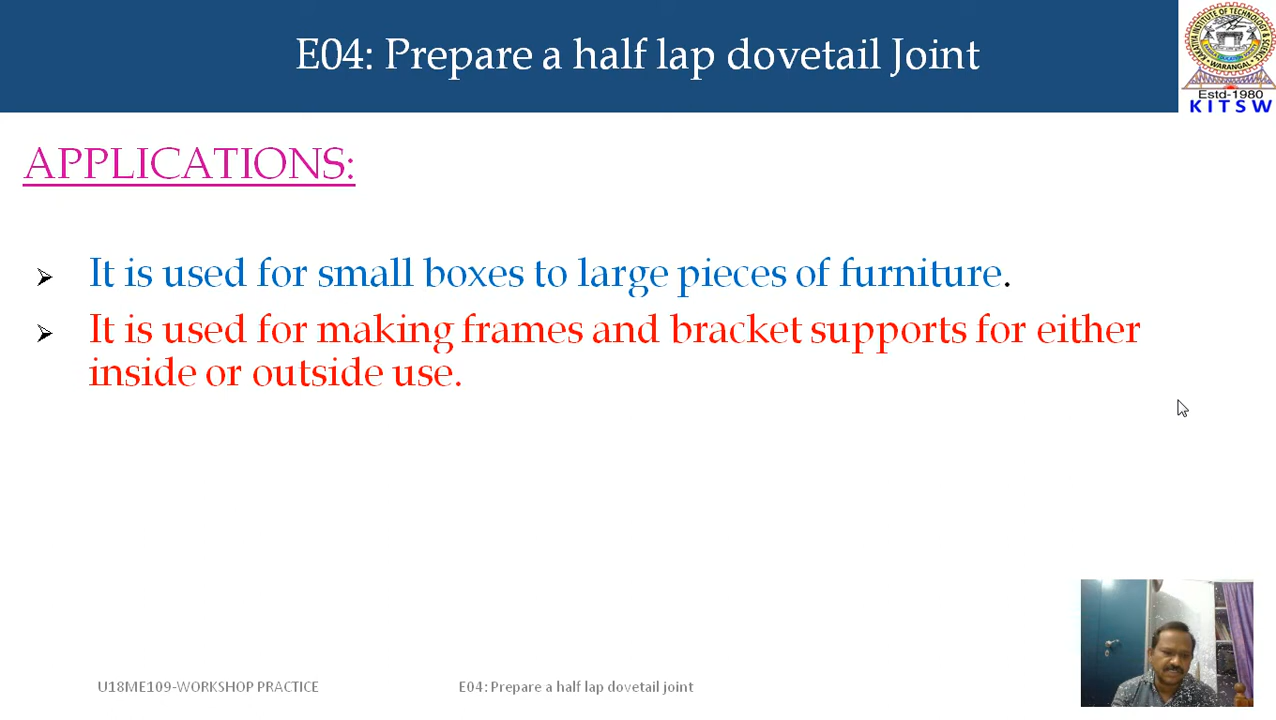 E04: Prepare a half lap dovetail Joint
Estd-1980
KITSW
APPLICATIONS:
It is used for small boxes to large pieces of furniture.
It is used for making frames and bracket supports for either
inside or outside use.
U18ME109-WORKSHOP PRACTICE
E04: Prepare a half lap dovetail joint